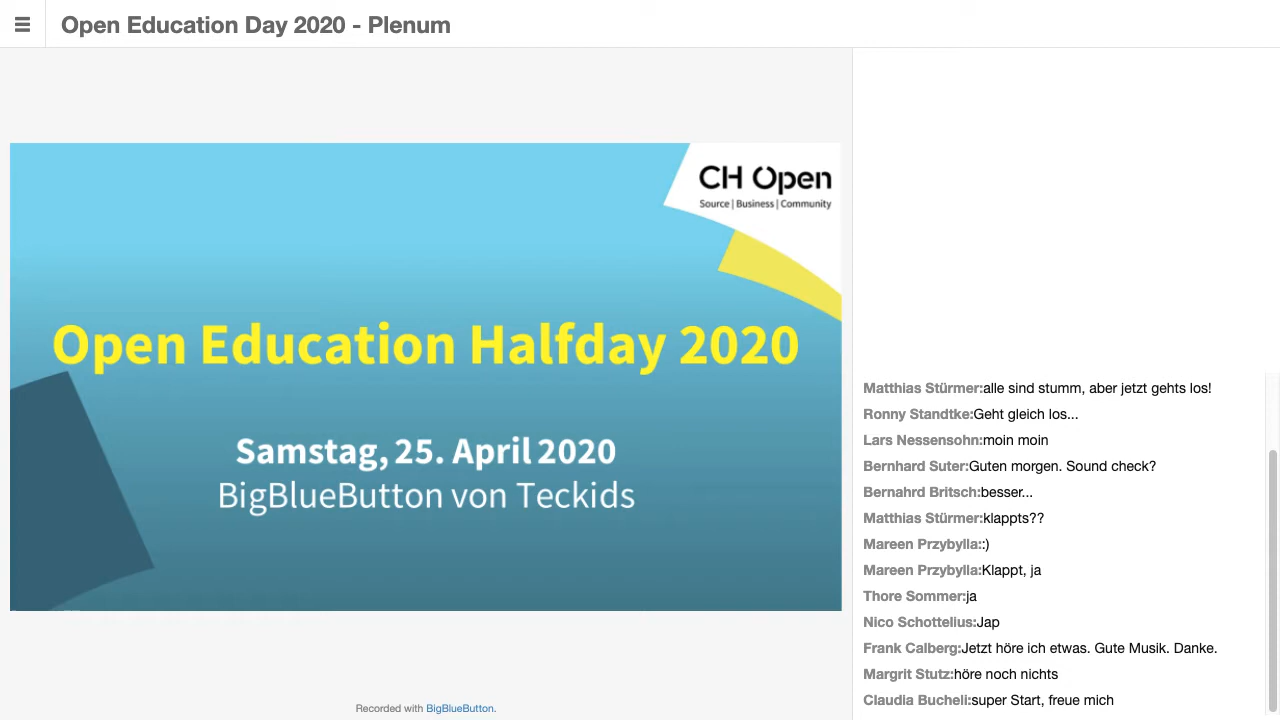 Open Education Day 2020 - Plenum
CH Open
Source | Business | Community
Open Education Halfday 2020
Samstag, 25. April 2020
BigBlueButton von Teckids
Recorded with BigBlueButton.
Matthias Stürmer:alle sind stumm, aber jetzt gehts los!
Ronny Standtke:Geht gleich los...
Lars Nessensohn:moin moin
Bernhard Suter:Guten morgen. Sound check?
Bernahrd Britsch:besser...
Matthias Stürmer:klappts??
Mareen Przybylla::)
Mareen Przybylla:Klappt, ja
Thore Sommer:ja
Nico Schottelius:Jap
Frank Calberg:Jetzt höre ich etwas. Gute Musik. Danke.
Margrit Stutz:höre noch nichts
Claudia Bucheli:super Start, freue mich